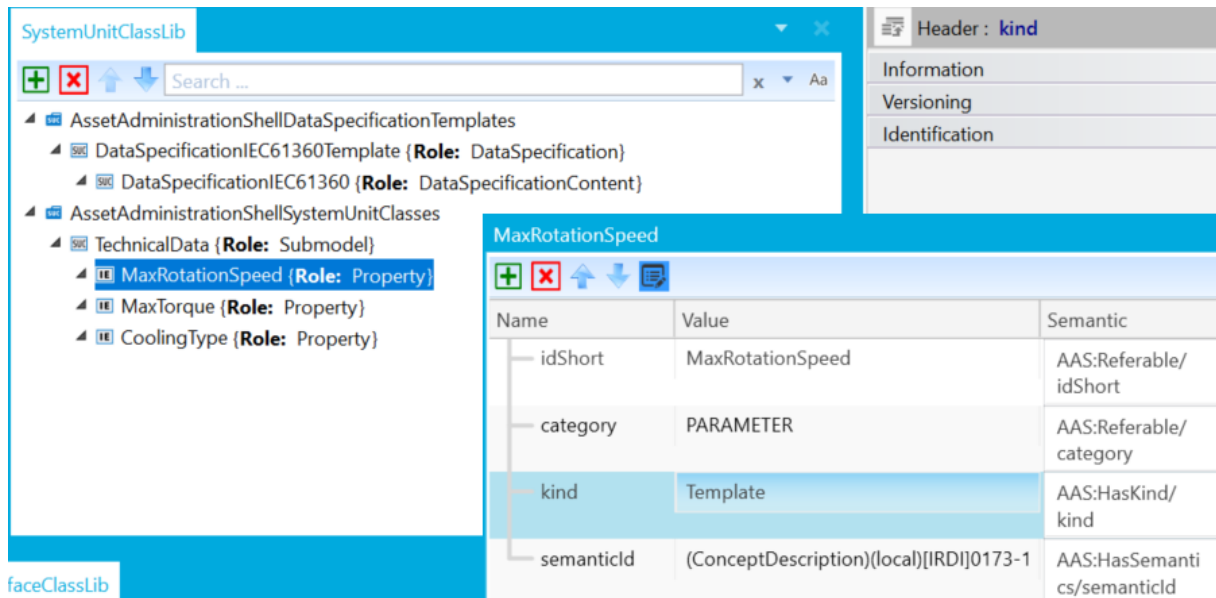 SystemUnitClassLib
Search ...
x
Aa
AssetAdministrationShellDataSpecificationTemplates
DataSpecificationIEC61360Template {Role: DataSpecification}
DataSpecificationIEC61360 {Role: DataSpecificationContent}
AssetAdministrationShellSystemUnitClasses
TechnicalData {Role: Submodel}
MaxRotationSpeed {Role: Property}
MaxTorque {Role: Property}
CoolingType {Role: Property}
faceClassLib
Header : kind
Information
Versioning
Identification
MaxRotationSpeed
Name Value Semantic
idShort MaxRotationSpeed AAS:Referable/
idShort
category PARAMETER AAS:Referable/
category
kind Template AAS:HasKind/
kind
semanticId (ConceptDescription)(local)[IRDI]0173-1 AAS:HasSemanti
cs/semanticId